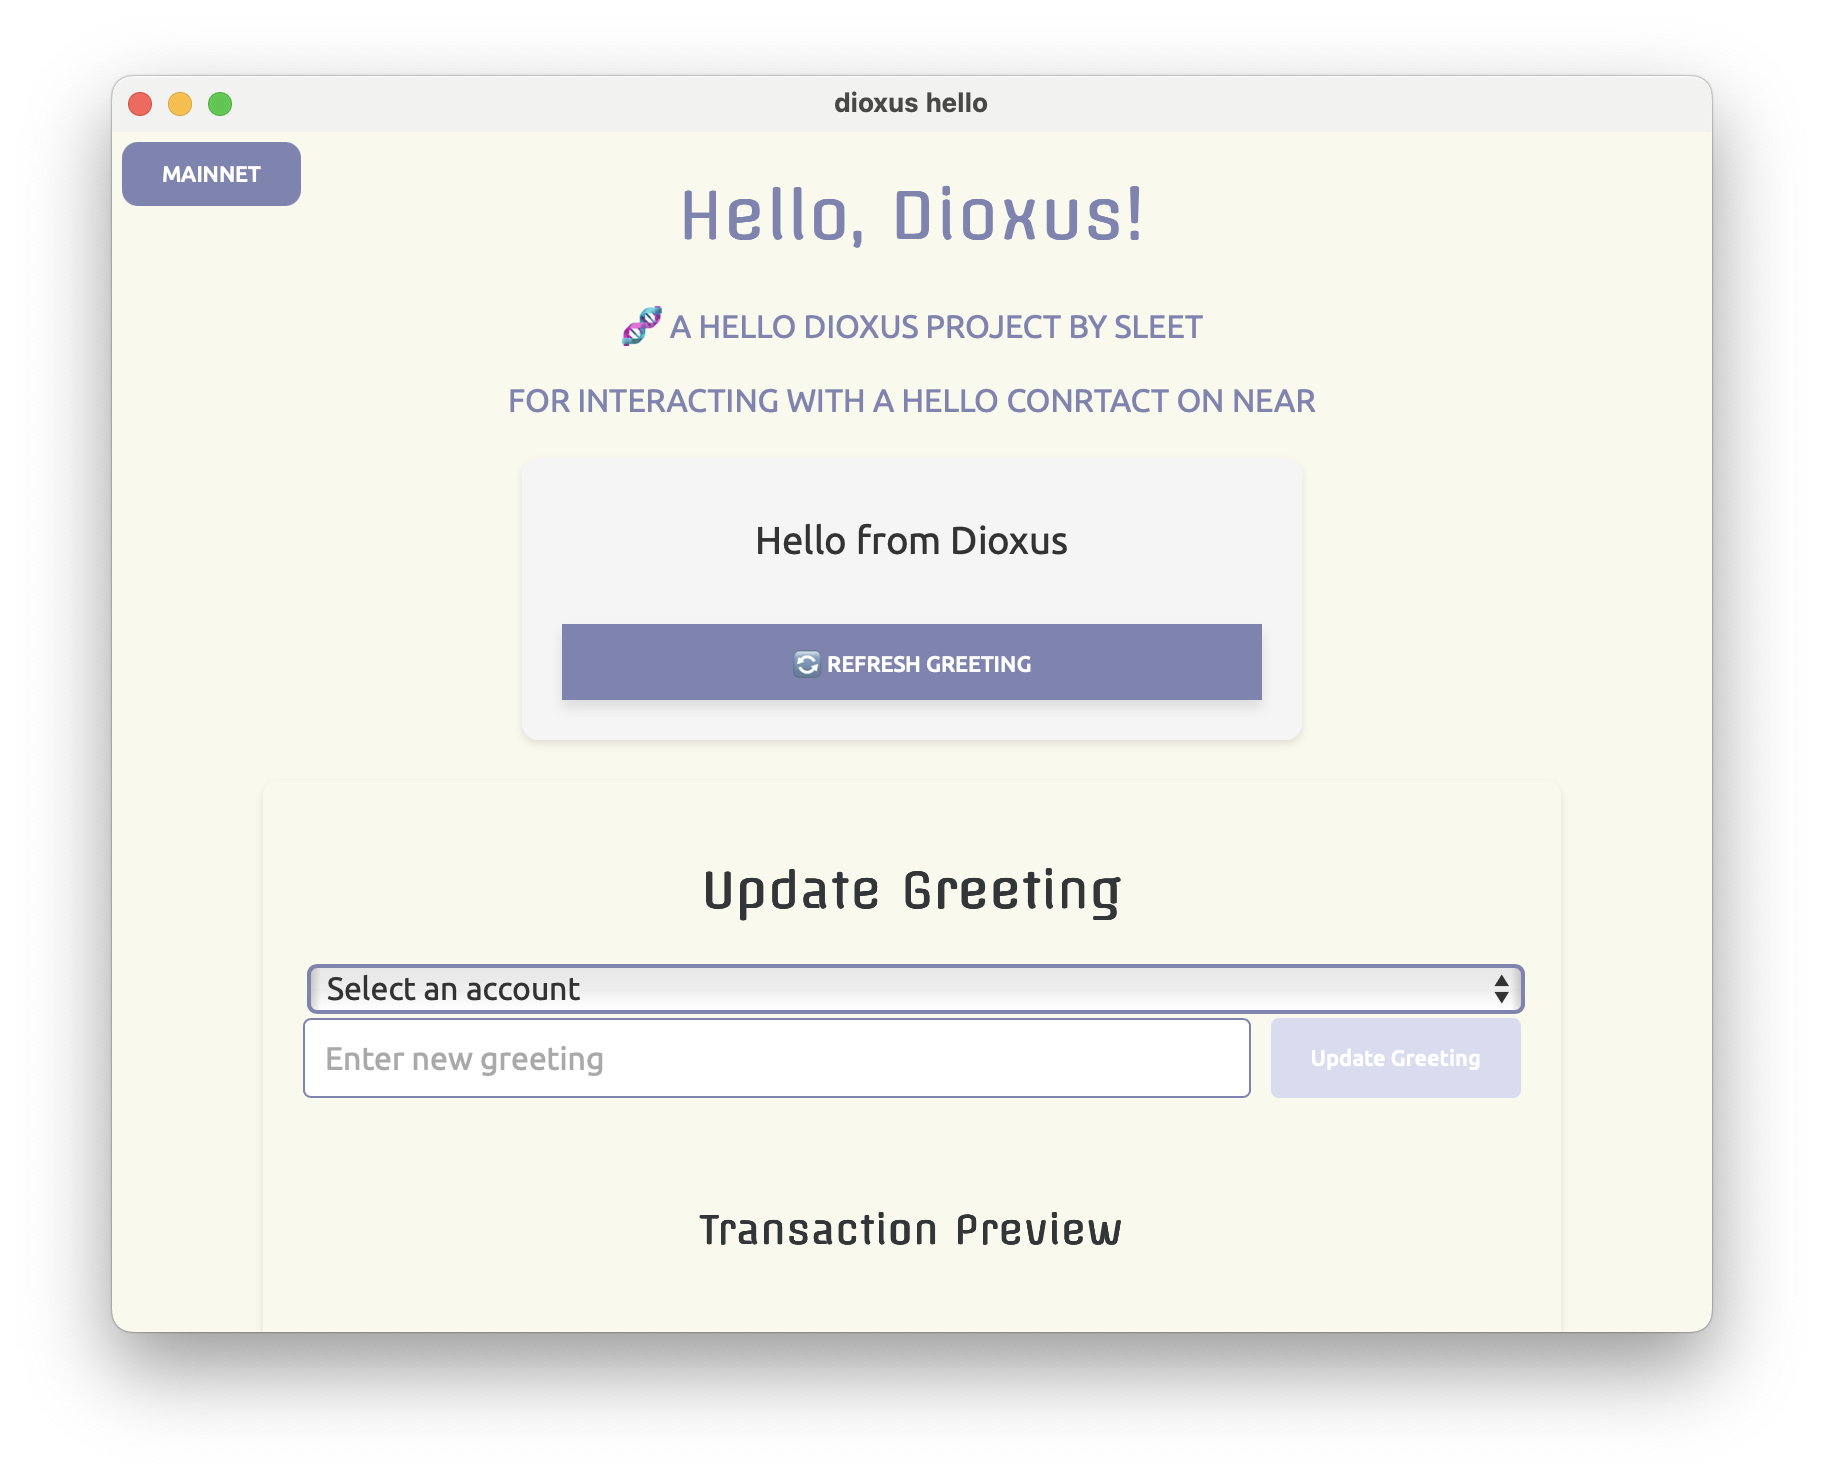 dioxus hello
MAINNET
Hello, Dioxus!
🧬 A HELLO DIOXUS PROJECT BY SLEET
FOR INTERACTING WITH A HELLO CONRTACT ON NEAR
Hello from Dioxus
🔄 REFRESH GREETING
Update Greeting
Select an account
Enter new greeting
Update Greeting
Transaction Preview